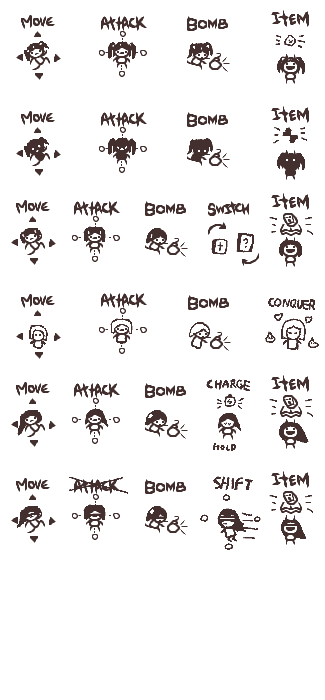 MOVE ATTACK BOMB ITEM
MOVE ATTACK BOMB ITEM
MOVE ATTACK BOMB SWITCH ITEM
?
MOVE ATTACK BOMB CONQUER
MOVE ATTACK BOMB CHARGE ITEM
HOLD
MOVE ATTACK BOMB SHIFT ITEM